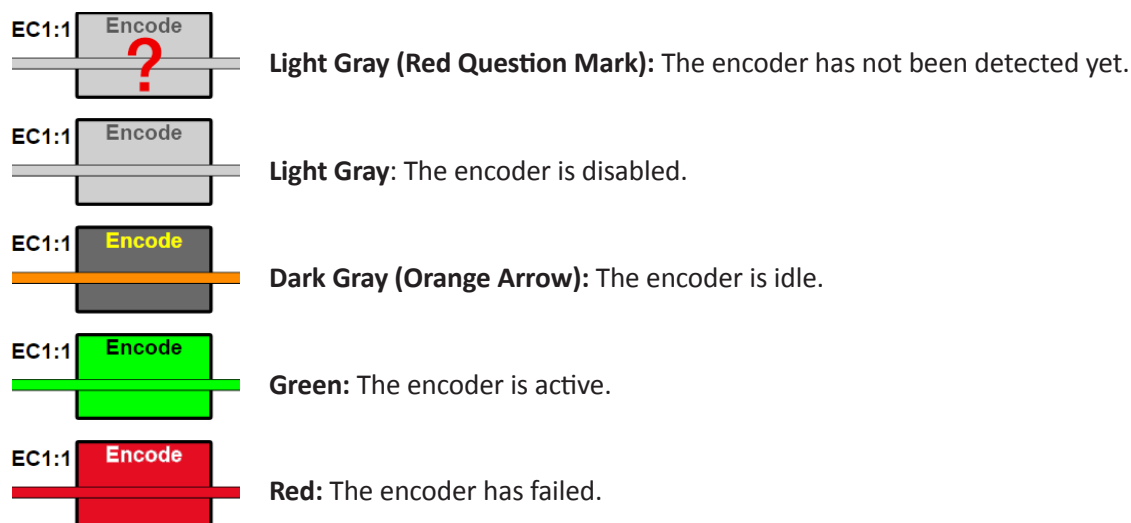 EC1:1 Encode
?
Light Gray (Red Question Mark): The encoder has not been detected yet.
EC1:1 Encode
Light Gray: The encoder is disabled.
EC1:1 Encode
Dark Gray (Orange Arrow): The encoder is idle.
EC1:1 Encode
Green: The encoder is active.
EC1:1 Encode
Red: The encoder has failed.